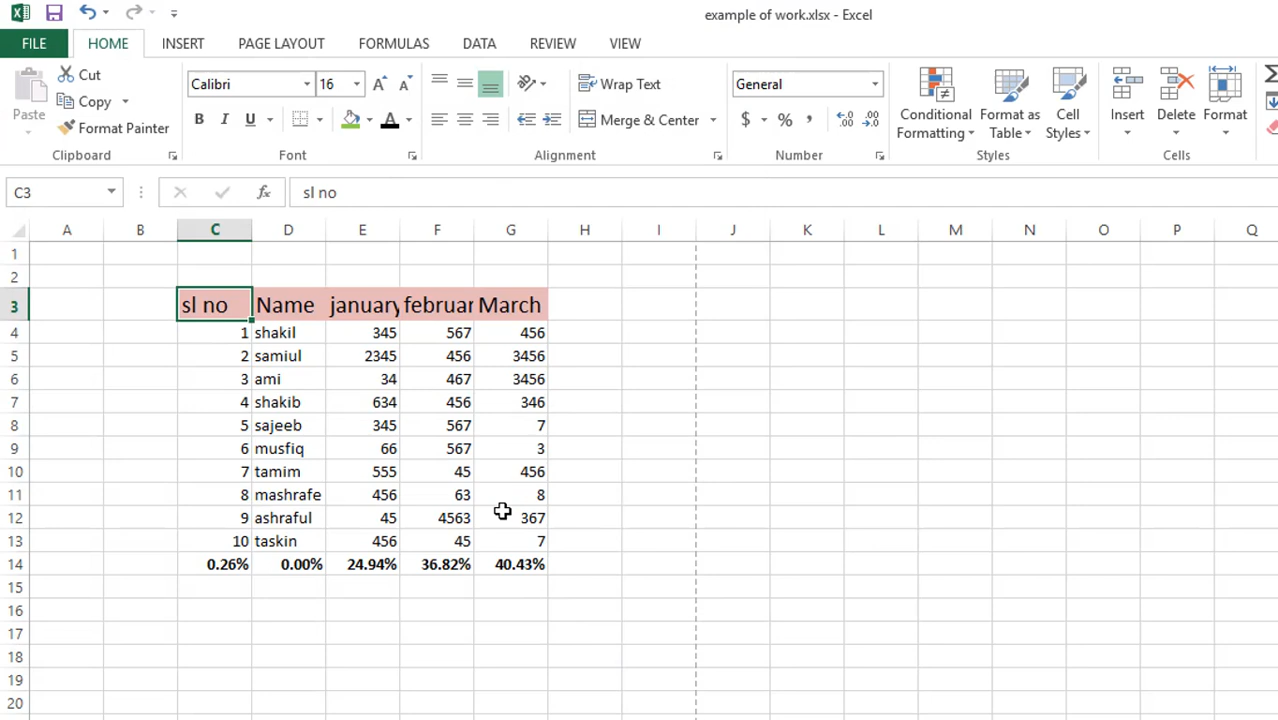 example of work.xlsx - Excel
FILE HOME INSERT PAGE LAYOUT FORMULAS DATA REVIEW VIEW
Paste Cut Copy Format Painter
Calibri 16 A A
B I U A
Wrap Text
Merge & Center
General
$ % , .00 .00
Conditional Formatting Format as Table Cell Styles Insert Delete Format
Clipboard Font Alignment Number Styles Cells
C3 fx sl no
A B C D E F G H I J K L M N O P Q
1
2
3 sl no Name january februar March
4 1 shakil 345 567 456
5 2 samiul 2345 456 3456
6 3 ami 34 467 3456
7 4 shakib 634 456 346
8 5 sajeeb 345 567 7
9 6 musfiq 66 567 3
10 7 tamim 555 45 456
11 8 mashrafe 456 63 8
12 9 ashraful 45 4563 367
13 10 taskin 456 45 7
14 0.26% 0.00% 24.94% 36.82% 40.43%
15
16
17
18
19
20